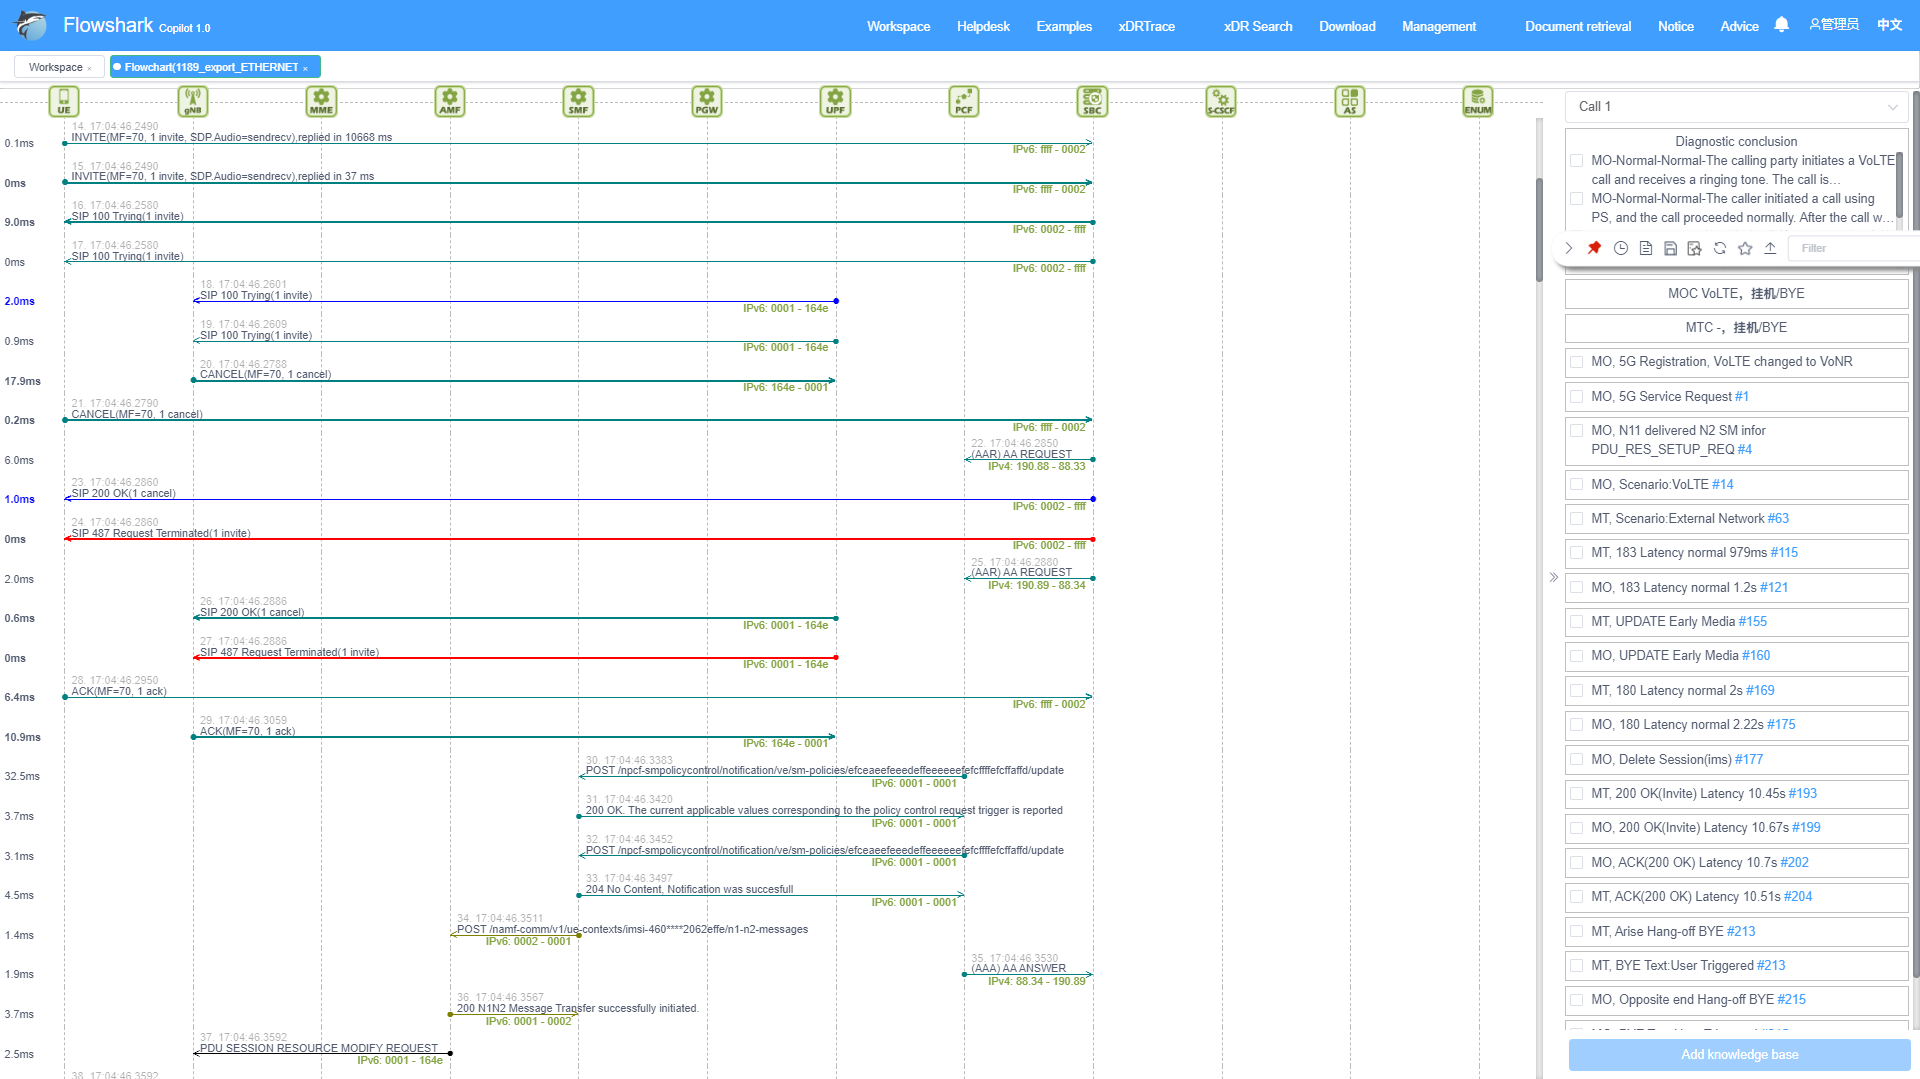 Flowshark Copilot 1.0
Workspace Helpdesk Examples xDRTrace xDR Search Download Management Document retrieval Notice Advice 管理员 中文
Workspace ×
Flowchart(1189_export_ETHERNET ×
UE gNB MME AMF SMF PGW UPF PCF SBC S-CSCF AS ENUM
14. 17:04:46.2490
0.1ms INVITE(MF=70, 1 invite, SDP.Audio=sendrecv),replied in 10668 ms
IPv6: ffff - 0002
15. 17:04:46.2490
0ms INVITE(MF=70, 1 invite, SDP.Audio=sendrecv),replied in 37 ms
IPv6: ffff - 0002
16. 17:04:46.2580
9.0ms SIP 100 Trying(1 invite)
IPv6: 0002 - ffff
17. 17:04:46.2580
0ms SIP 100 Trying(1 invite)
IPv6: 0002 - ffff
18. 17:04:46.2601
2.0ms SIP 100 Trying(1 invite)
IPv6: 0001 - 164e
19. 17:04:46.2609
0.9ms SIP 100 Trying(1 invite)
IPv6: 0001 - 164e
20. 17:04:46.2788
17.9ms CANCEL(MF=70, 1 cancel)
IPv6: 164e - 0001
21. 17:04:46.2790
0.2ms CANCEL(MF=70, 1 cancel)
IPv6: ffff - 0002
22. 17:04:46.2850
6.0ms (AAR) AA REQUEST
IPv4: 190.88 - 88.33
23. 17:04:46.2860
1.0ms SIP 200 OK(1 cancel)
IPv6: 0002 - ffff
24. 17:04:46.2860
0ms SIP 487 Request Terminated(1 invite)
IPv6: 0002 - ffff
25. 17:04:46.2880
2.0ms (AAR) AA REQUEST
IPv4: 190.89 - 88.34
26. 17:04:46.2886
0.6ms SIP 200 OK(1 cancel)
IPv6: 0001 - 164e
27. 17:04:46.2886
0ms SIP 487 Request Terminated(1 invite)
IPv6: 0001 - 164e
28. 17:04:46.2950
6.4ms ACK(MF=70, 1 ack)
IPv6: ffff - 0002
29. 17:04:46.3059
10.9ms ACK(MF=70, 1 ack)
IPv6: 164e - 0001
30. 17:04:46.3383
32.5ms POST /npcf-smpolicycontrol/notification/ve/sm-policies/efceaeefeeedeffeeeeeefefcffffefcffaffd/update
IPv6: 0001 - 0001
31. 17:04:46.3420
3.7ms 200 OK. The current applicable values corresponding to the policy control request trigger is reported
IPv6: 0001 - 0001
32. 17:04:46.3452
3.1ms POST /npcf-smpolicycontrol/notification/ve/sm-policies/efceaeefeeedeffeeeeeefefcffffefcffaffd/update
IPv6: 0001 - 0001
33. 17:04:46.3497
4.5ms 204 No Content, Notification was succesfull
IPv6: 0001 - 0001
34. 17:04:46.3511
1.4ms POST /namf-comm/v1/ue-contexts/imsi-460****2062effe/n1-n2-messages
IPv6: 0002 - 0001
35. 17:04:46.3530
1.9ms (AAA) AA ANSWER
IPv4: 88.34 - 190.89
36. 17:04:46.3567
3.7ms 200 N1N2 Message Transfer successfully initiated.
IPv6: 0001 - 0002
37. 17:04:46.3592
2.5ms PDU SESSION RESOURCE MODIFY REQUEST
IPv6: 0001 - 164e
38. 17:04:46.3592
Call 1
Diagnostic conclusion
MO-Normal-Normal-The calling party initiates a VoLTE
call and receives a ringing tone. The call is…
MO-Normal-Normal-The caller initiated a call using
PS, and the call proceeded normally. After the call w…
Filter
MOC VoLTE，挂机/BYE
MTC -，挂机/BYE
MO, 5G Registration, VoLTE changed to VoNR
MO, 5G Service Request #1
MO, N11 delivered N2 SM infor
PDU_RES_SETUP_REQ #4
MO, Scenario:VoLTE #14
MT, Scenario:External Network #63
MT, 183 Latency normal 979ms #115
MO, 183 Latency normal 1.2s #121
MT, UPDATE Early Media #155
MO, UPDATE Early Media #160
MT, 180 Latency normal 2s #169
MO, 180 Latency normal 2.22s #175
MO, Delete Session(ims) #177
MT, 200 OK(Invite) Latency 10.45s #193
MO, 200 OK(Invite) Latency 10.67s #199
MO, ACK(200 OK) Latency 10.7s #202
MT, ACK(200 OK) Latency 10.51s #204
MT, Arise Hang-off BYE #213
MT, BYE Text:User Triggered #213
MO, Opposite end Hang-off BYE #215
Add knowledge base